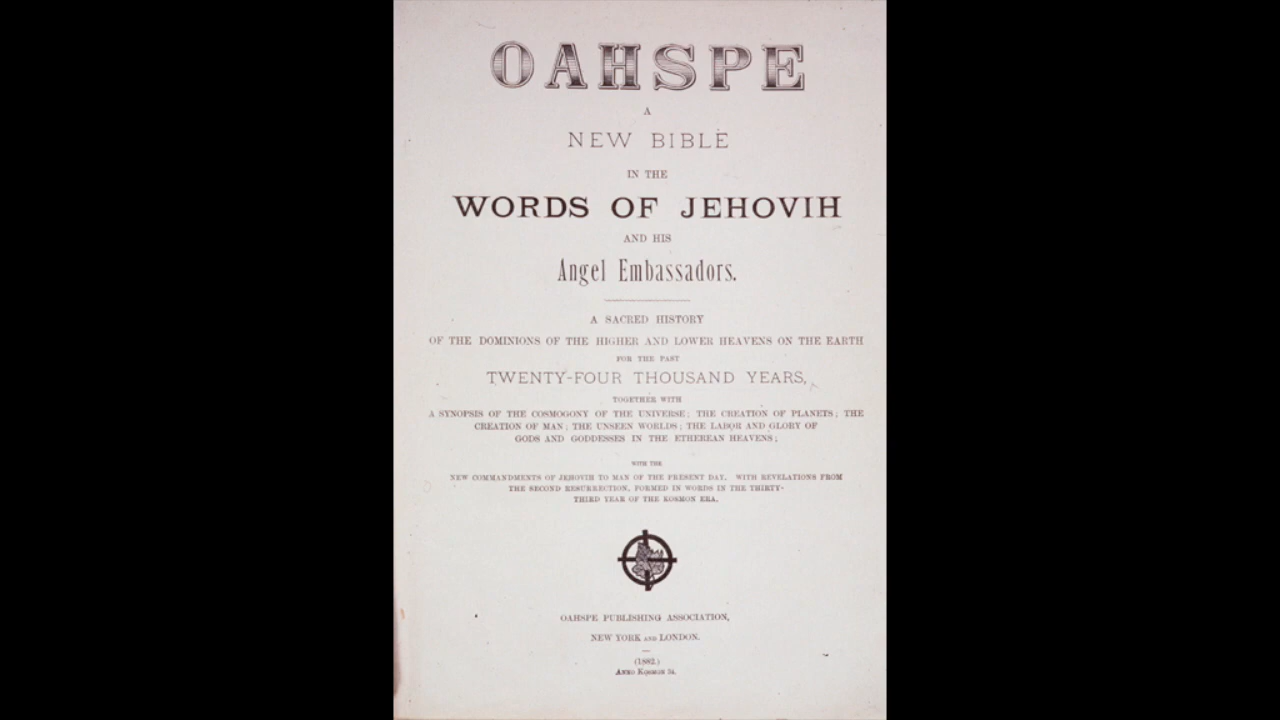 OAHSPE
A
NEW BIBLE
IN THE
WORDS OF JEHOVIH
AND HIS
Angel Embassadors.
A SACRED HISTORY
OF THE DOMINIONS OF THE HIGHER AND LOWER HEAVENS ON THE EARTH
FOR THE PAST
TWENTY-FOUR THOUSAND YEARS,
TOGETHER WITH
A SYNOPSIS OF THE COSMOGONY OF THE UNIVERSE; THE CREATION OF PLANETS; THE
CREATION OF MAN; THE UNSEEN WORLDS; THE LABOR AND GLORY OF
GODS AND GODDESSES IN THE ETHEREAN HEAVENS;
WITH THE
NEW COMMANDMENTS OF JEHOVIH TO MAN OF THE PRESENT DAY. WITH REVELATIONS FROM
THE SECOND RESURRECTION, FORMED IN WORDS IN THE THIRTY-
THIRD YEAR OF THE KOSMON ERA.
OAHSPE PUBLISHING ASSOCIATION,
NEW YORK AND LONDON.
(1882.)
ANNO KOSMON 34.